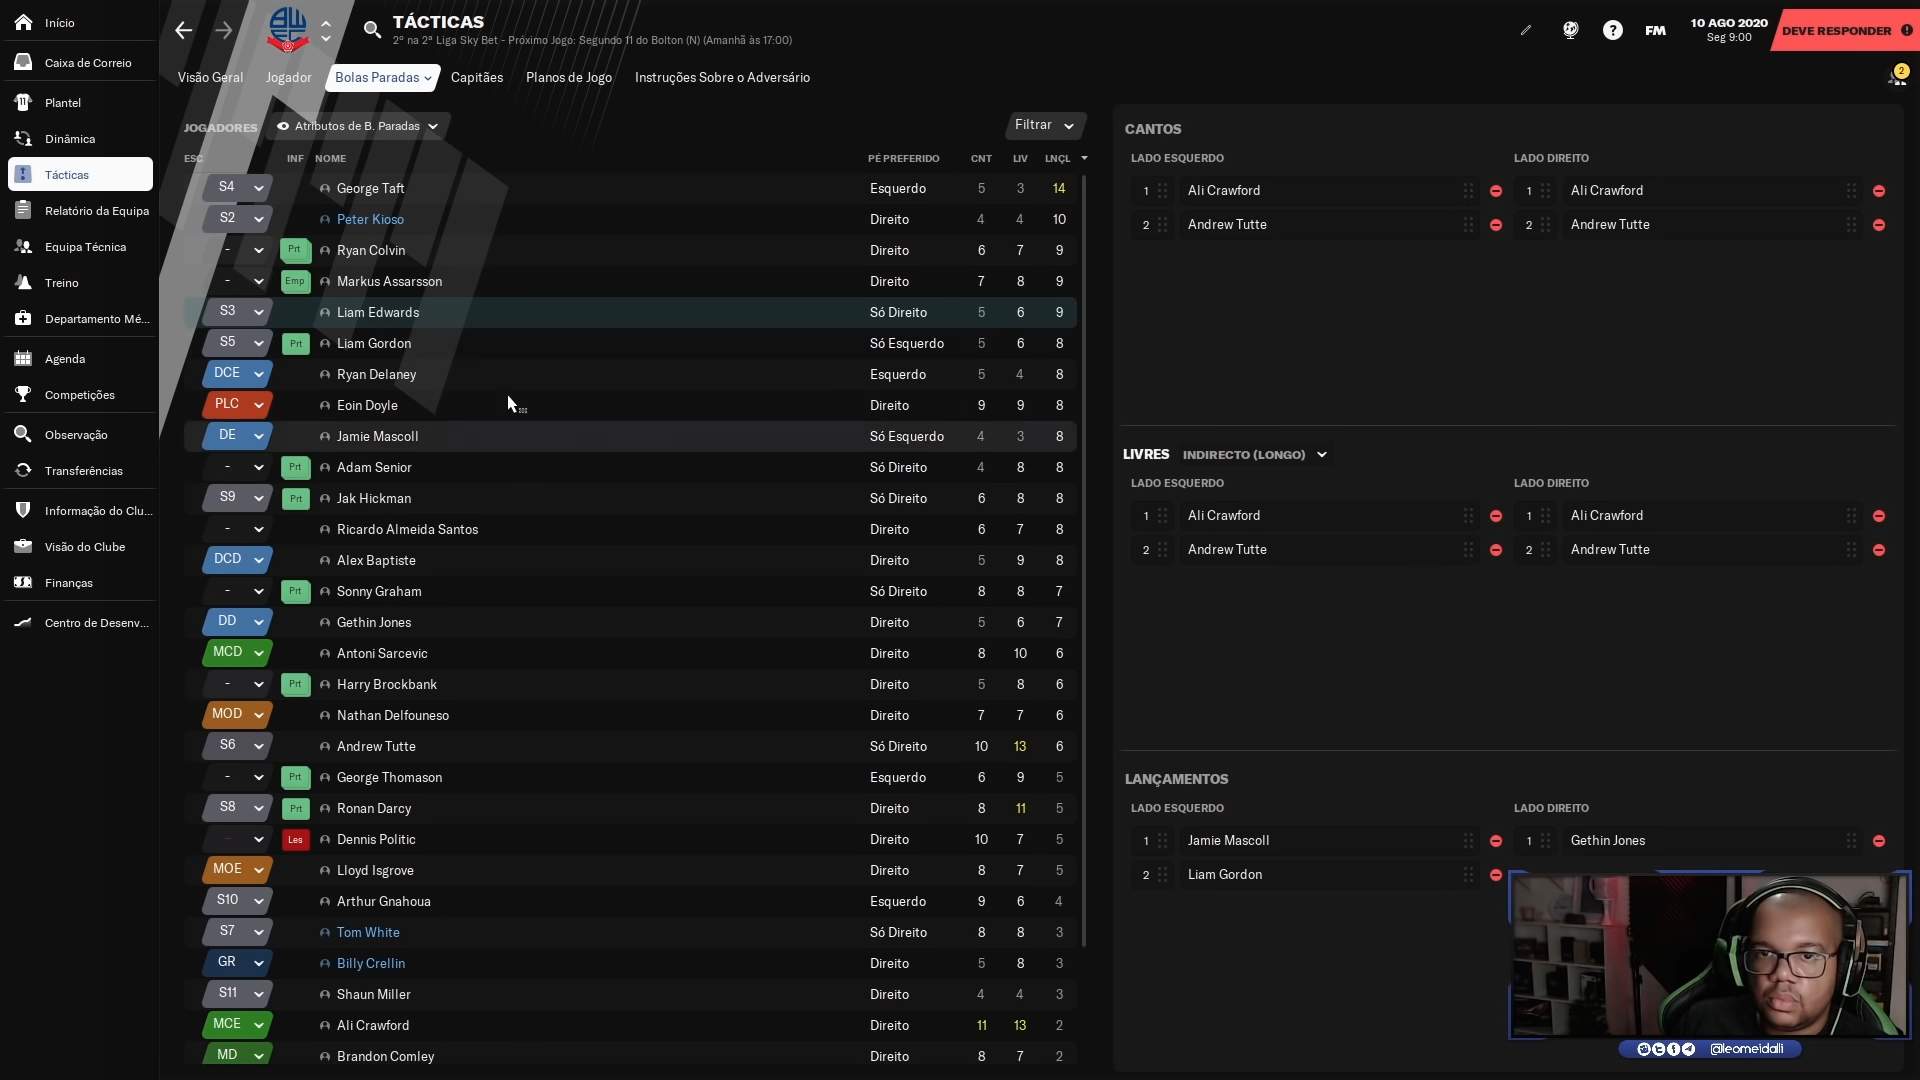 Início
Caixa de Correio
Plantel
Dinâmica
Tácticas
Relatório da Equipa
Equipa Técnica
Treino
Departamento Mé...
Agenda
Competições
Observação
Transferências
Informação do Clu...
Visão do Clube
Finanças
Centro de Desenv...
TÁCTICAS
2º na 2ª Liga Sky Bet - Próximo Jogo: Segundo 11 do Bolton (N) (Amanhã às 17:00)
FM
10 AGO 2020
Seg 9:00
DEVE RESPONDER
2
Visão Geral Jogador Bolas Paradas Capitães Planos de Jogo Instruções Sobre o Adversário
JOGADORES Atributos de B. Paradas Filtrar
ESC INF NOME PÉ PREFERIDO CNT LIV LNÇL
S4 George Taft Esquerdo 5 3 14
S2 Peter Kioso Direito 4 4 10
- Prt Ryan Colvin Direito 6 7 9
- Emp Markus Assarsson Direito 7 8 9
S3 Liam Edwards Só Direito 5 6 9
S5 Prt Liam Gordon Só Esquerdo 5 6 8
DCE Ryan Delaney Esquerdo 5 4 8
PLC Eoin Doyle Direito 9 9 8
DE Jamie Mascoll Só Esquerdo 4 3 8
- Prt Adam Senior Só Direito 4 8 8
S9 Prt Jak Hickman Só Direito 6 8 8
- Ricardo Almeida Santos Direito 6 7 8
DCD Alex Baptiste Direito 5 9 8
- Prt Sonny Graham Só Direito 8 8 7
DD Gethin Jones Direito 5 6 7
MCD Antoni Sarcevic Direito 8 10 6
- Prt Harry Brockbank Direito 5 8 6
MOD Nathan Delfouneso Direito 7 7 6
S6 Andrew Tutte Só Direito 10 13 6
- Prt George Thomason Esquerdo 6 9 5
S8 Prt Ronan Darcy Direito 8 11 5
- Les Dennis Politic Direito 10 7 5
MOE Lloyd Isgrove Direito 8 7 5
S10 Arthur Gnahoua Esquerdo 9 6 4
S7 Tom White Só Direito 8 8 3
GR Billy Crellin Direito 5 8 3
S11 Shaun Miller Direito 4 4 3
MCE Ali Crawford Direito 11 13 2
MD Brandon Comley Direito 8 7 2
CANTOS
LADO ESQUERDO LADO DIREITO
1 Ali Crawford 1 Ali Crawford
2 Andrew Tutte 2 Andrew Tutte
LIVRES INDIRECTO (LONGO)
LADO ESQUERDO LADO DIREITO
1 Ali Crawford 1 Ali Crawford
2 Andrew Tutte 2 Andrew Tutte
LANÇAMENTOS
LADO ESQUERDO LADO DIREITO
1 Jamie Mascoll 1 Gethin Jones
2 Liam Gordon
@leomeidalli